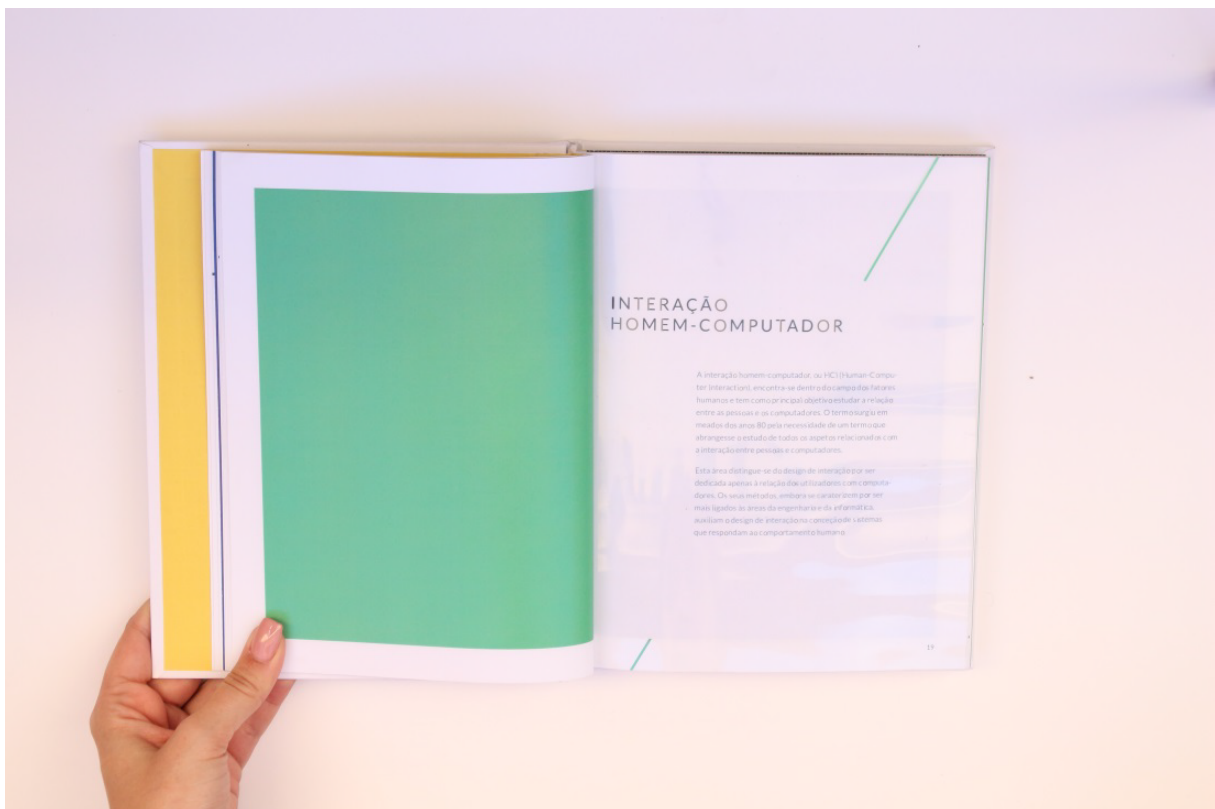 INTERAÇÃO
HOMEM-COMPUTADOR
A interação homem-computador, ou HCI (Human-Compu-
ter Interaction), encontra-se dentro do campo dos fatores
humanos e tem como principal objetivo estudar a relação
entre as pessoas e os computadores. O termo surgiu em
meados dos anos 80 pela necessidade de um termo que
abrangesse o estudo de todos os aspetos relacionados com
a interação entre pessoas e computadores.
Esta área distingue-se do design de interação por ser
dedicada apenas à relação dos utilizadores com computa-
dores. Os seus métodos, embora se caraterizem por ser
mais ligados às áreas da engenharia e da informática,
auxiliam o design de interação na conceção de sistemas
que respondam ao comportamento humano.